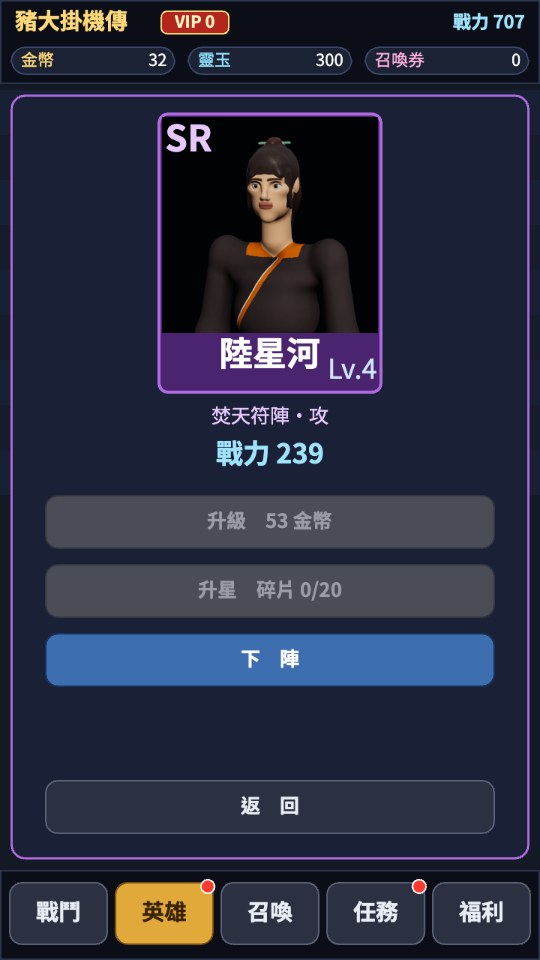 豬大掛機傳 VIP 0 戰力 707
金幣 32 靈玉 300 召喚券 0
SR
陸星河 Lv.4
焚天符陣・攻
戰力 239
升級 53 金幣
升星 碎片 0/20
下 陣
返 回
戰鬥 英雄 召喚 任務 福利